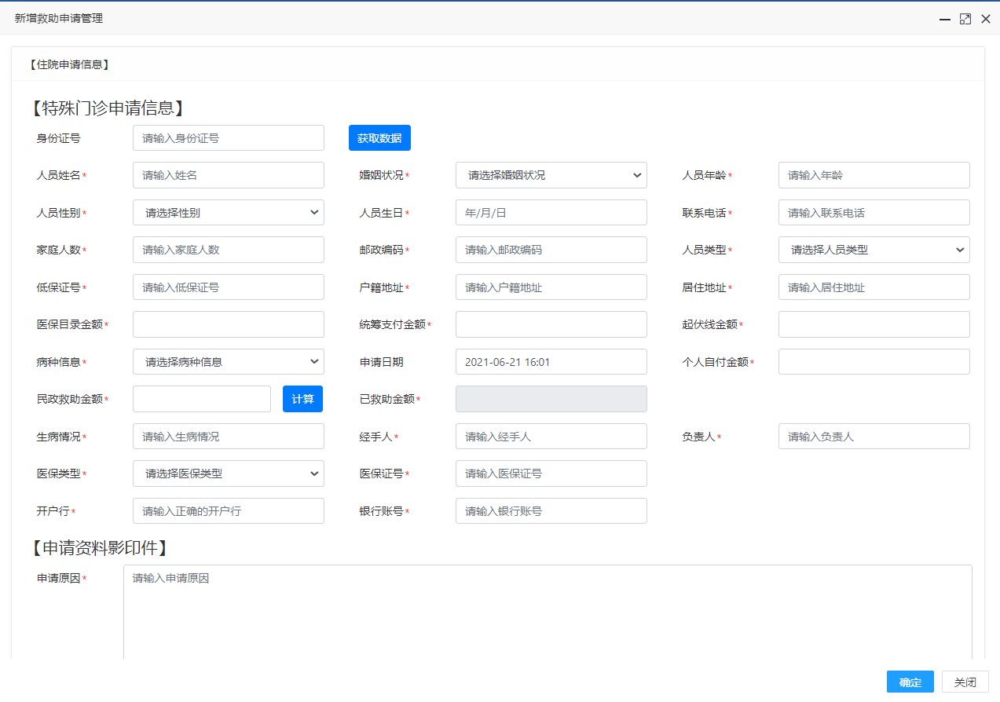 新增救助申请管理
【住院申请信息】
【特殊门诊申请信息】
身份证号 请输入身份证号 获取数据
人员姓名* 请输入姓名 婚姻状况* 请选择婚姻状况 人员年龄* 请输入年龄
人员性别* 请选择性别 人员生日* 年/月/日 联系电话* 请输入联系电话
家庭人数* 请输入家庭人数 邮政编码* 请输入邮政编码 人员类型* 请选择人员类型
低保证号* 请输入低保证号 户籍地址* 请输入户籍地址 居住地址* 请输入居住地址
医保目录金额* 统筹支付金额* 起伏线金额*
病种信息* 请选择病种信息 申请日期 2021-06-21 16:01 个人自付金额*
民政救助金额* 计算 已救助金额*
生病情况* 请输入生病情况 经手人* 请输入经手人 负责人* 请输入负责人
医保类型* 请选择医保类型 医保证号* 请输入医保证号
开户行* 请输入正确的开户行 银行账号* 请输入银行账号
【申请资料影印件】
申请原因* 请输入申请原因
确定 关闭